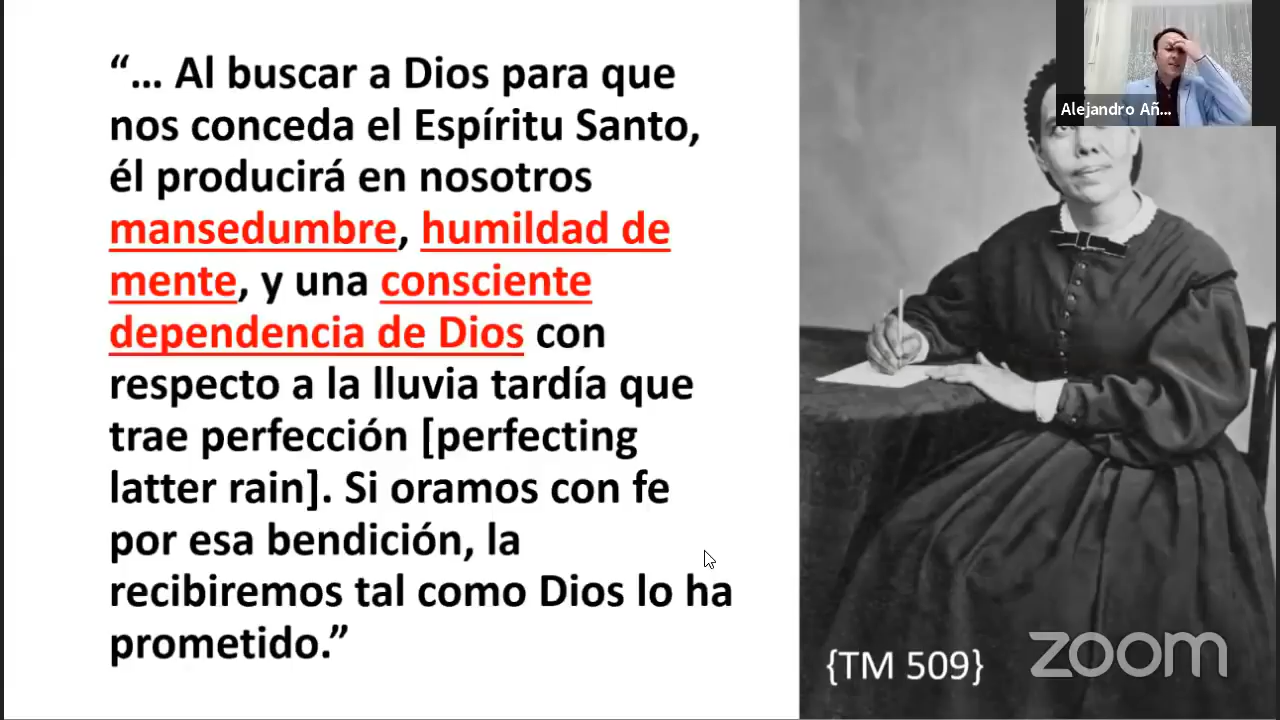 “... Al buscar a Dios para que
nos conceda el Espíritu Santo,
él producirá en nosotros
mansedumbre, humildad de
mente, y una consciente
dependencia de Dios con
respecto a la lluvia tardía que
trae perfección [perfecting
latter rain]. Si oramos con fe
por esa bendición, la
recibiremos tal como Dios lo ha
prometido.”
Alejandro Añ...
{TM 509}
zoom